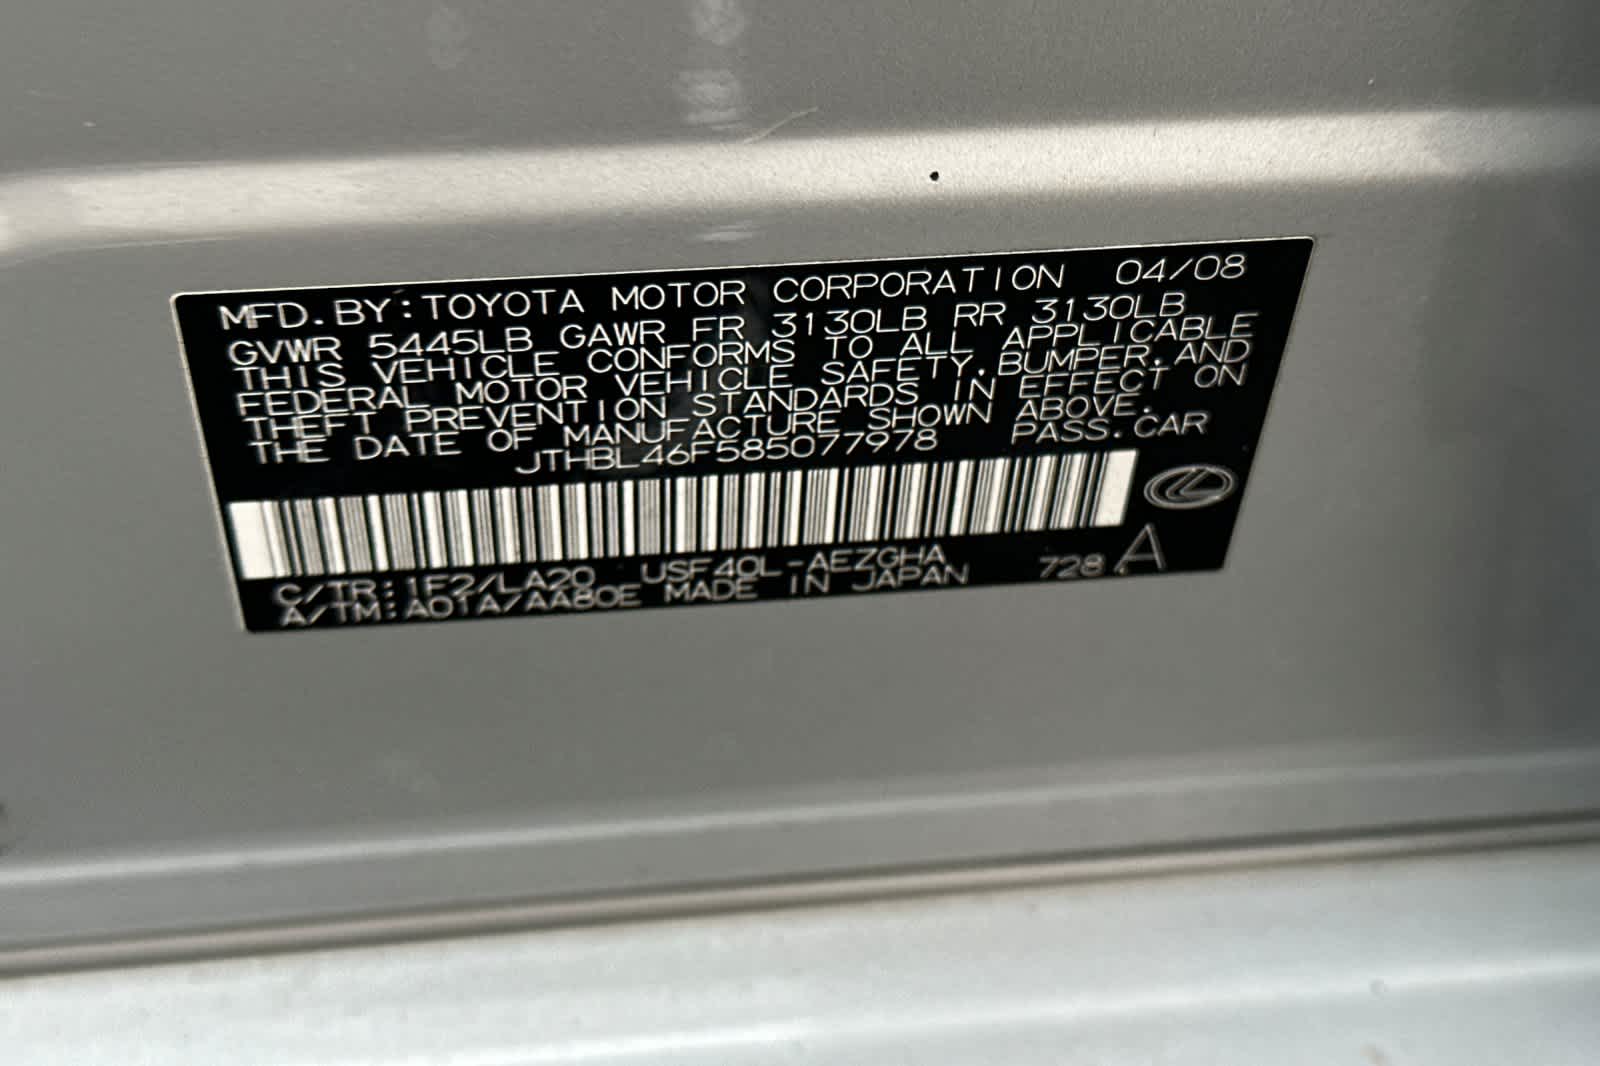 MFD. BY: TOYOTA MOTOR CORPORATION 04/08
GVWR 5445LB GAWR FR 3130LB RR 3130LB
THIS VEHICLE CONFORMS TO ALL APPLICABLE
FEDERAL MOTOR VEHICLE SAFETY, BUMPER, AND
THEFT PREVENTION STANDARDS IN EFFECT ON
THE DATE OF MANUFACTURE SHOWN ABOVE.
JTHBL46F585077978 PASS. CAR
C/TR: 1F2/LA20 USF40L-AEZGHA
A/TM: A01A/AA80E MADE IN JAPAN 728 A